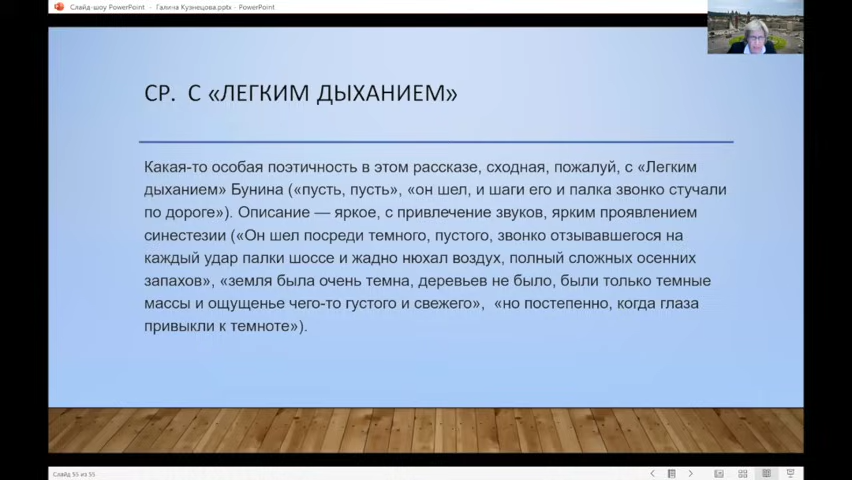 Слайд-шоу PowerPoint - Галина Кузнецова.pptx - PowerPoint
СР. С «ЛЕГКИМ ДЫХАНИЕМ»
Какая-то особая поэтичность в этом рассказе, сходная, пожалуй, с «Легким
дыханием» Бунина («пусть, пусть», «он шел, и шаги его и палка звонко стучали
по дороге»). Описание — яркое, с привлечение звуков, ярким проявлением
синестезии («Он шел посреди темного, пустого, звонко отзывавшегося на
каждый удар палки шоссе и жадно нюхал воздух, полный сложных осенних
запахов», «земля была очень темна, деревьев не было, были только темные
массы и ощущенье чего-то густого и свежего», «но постепенно, когда глаза
привыкли к темноте»).
Слайд 55 из 55